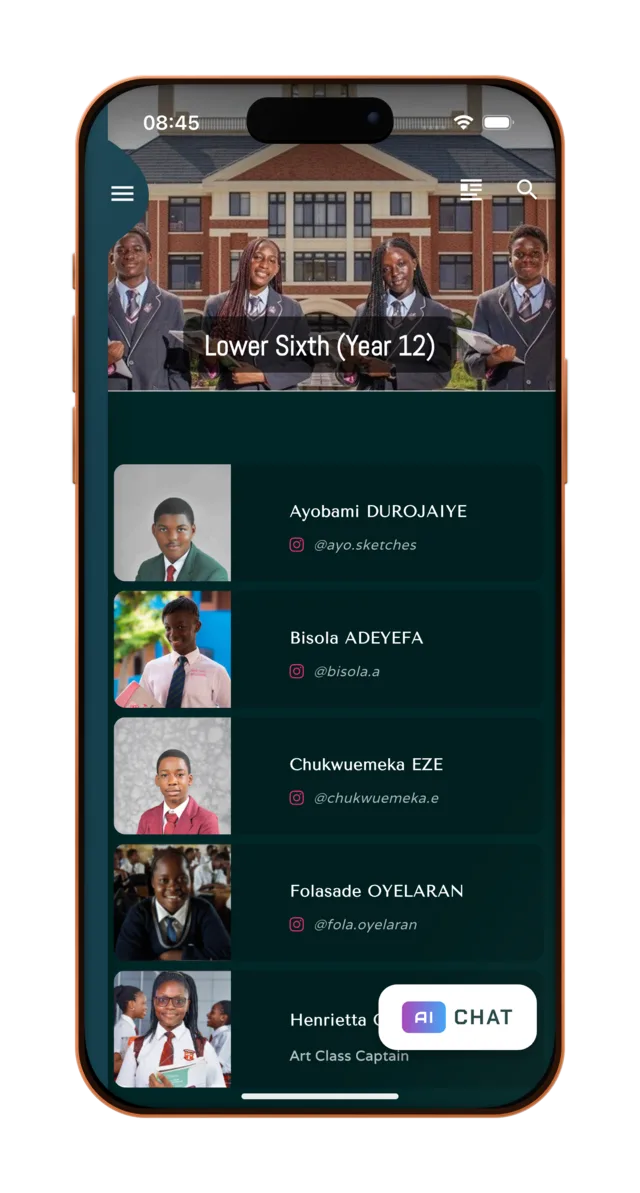 08:45
Lower Sixth (Year 12)
Ayobami DUROJAIYE
@ayo.sketches
Bisola ADEYEFA
@bisola.a
Chukwuemeka EZE
@chukwuemeka.e
Folasade OYELARAN
@fola.oyelaran
Henrietta
AI CHAT
Art Class Captain